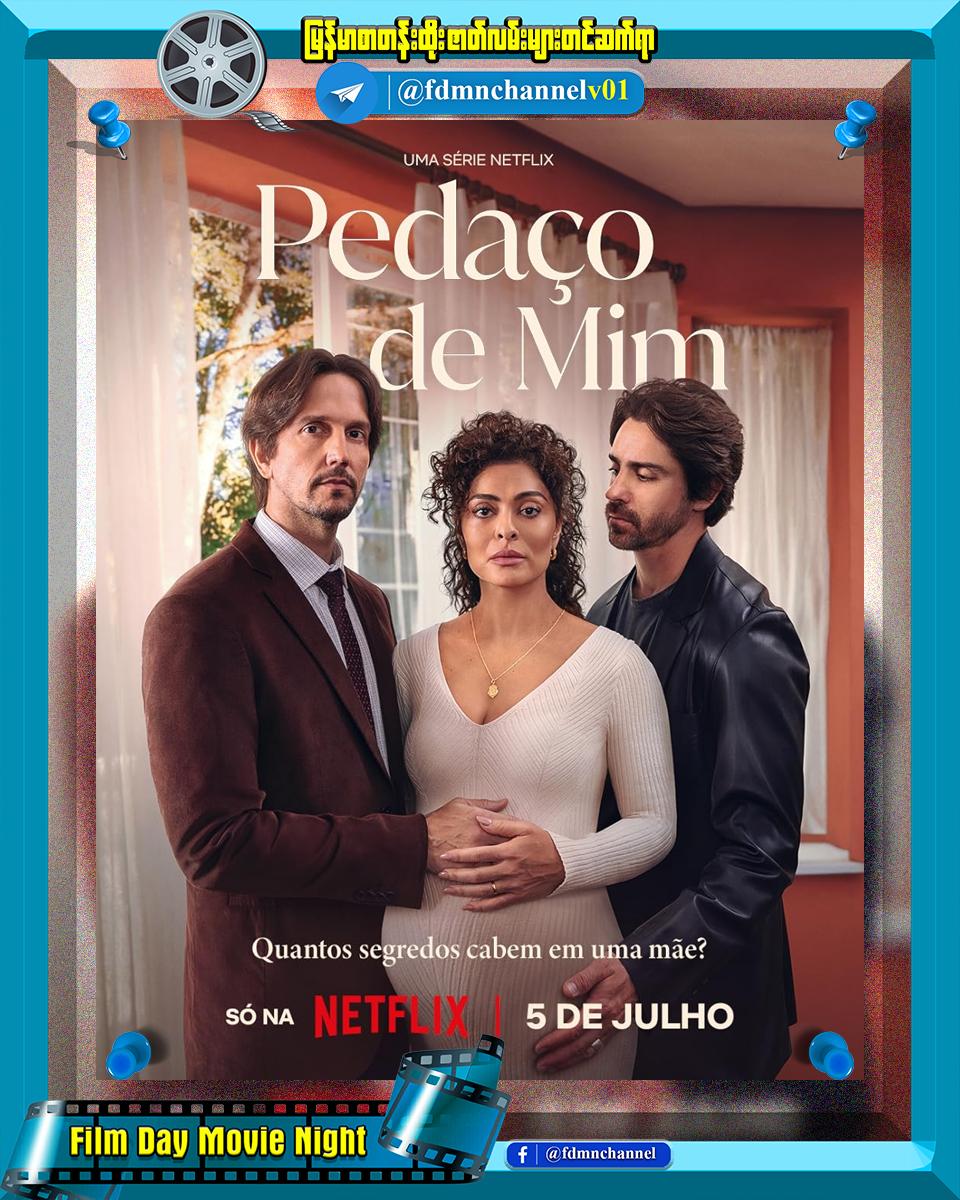 မြန်မာစာတန်းထိုးဇာတ်လမ်းများတင်ဆက်ရာ
@fdmnchannelv01
UMA SÉRIE NETFLIX
Pedaço
de Mim
Quantos segredos cabem em uma mãe?
SÓ NA NETFLIX | 5 DE JULHO
Film Day Movie Night
f | @fdmnchannel